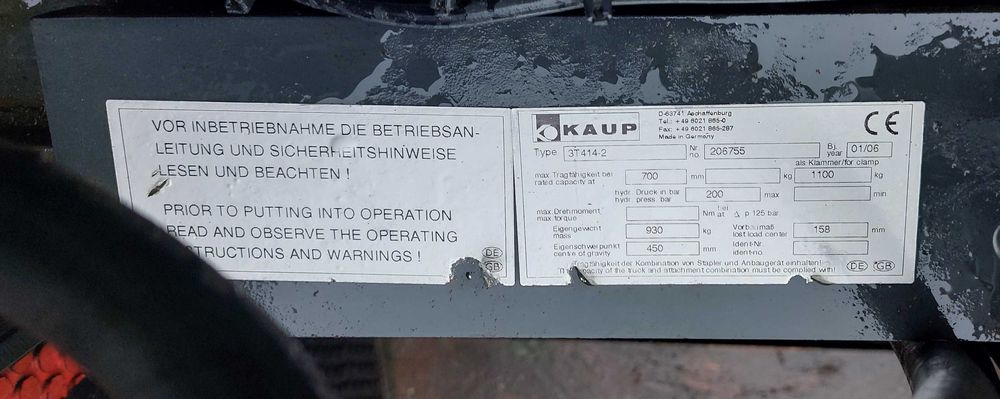 VOR INBETRIEBNAHME DIE BETRIEBSAN-
LEITUNG UND SICHERHEITSHINWEISE
LESEN UND BEACHTEN !
PRIOR TO PUTTING INTO OPERATION
READ AND OBSERVE THE OPERATING
INSTRUCTIONS AND WARNINGS !
DE
GB
KAUP
D-63741 Aschaffenburg
Tel.: +49 6021 865-0
Fax: +49 6021 865-287
Made in Germany
CE
Type 3T414-2 Nr. no. 206755 Bj. year 01/06
als Klammer/for clamp
max. Tragfähigkeit bei rated capacity at 700 mm kg 1100 kg
hydr. Druck in bar hydr. press. bar 200 max min
max. Drehmoment max. torque Nm bei at Δ p 125 bar
Eigengewicht mass 930 kg Vorbaumaß lost load center 158 mm
Eigenschwerpunkt centre of gravity 450 mm Ident-Nr. ident-no.
Tragfähigkeit der Kombination von Stapler und Anbaugerät einhalten!
capacity of the truck and attachment combination must be complied with!
DE GB